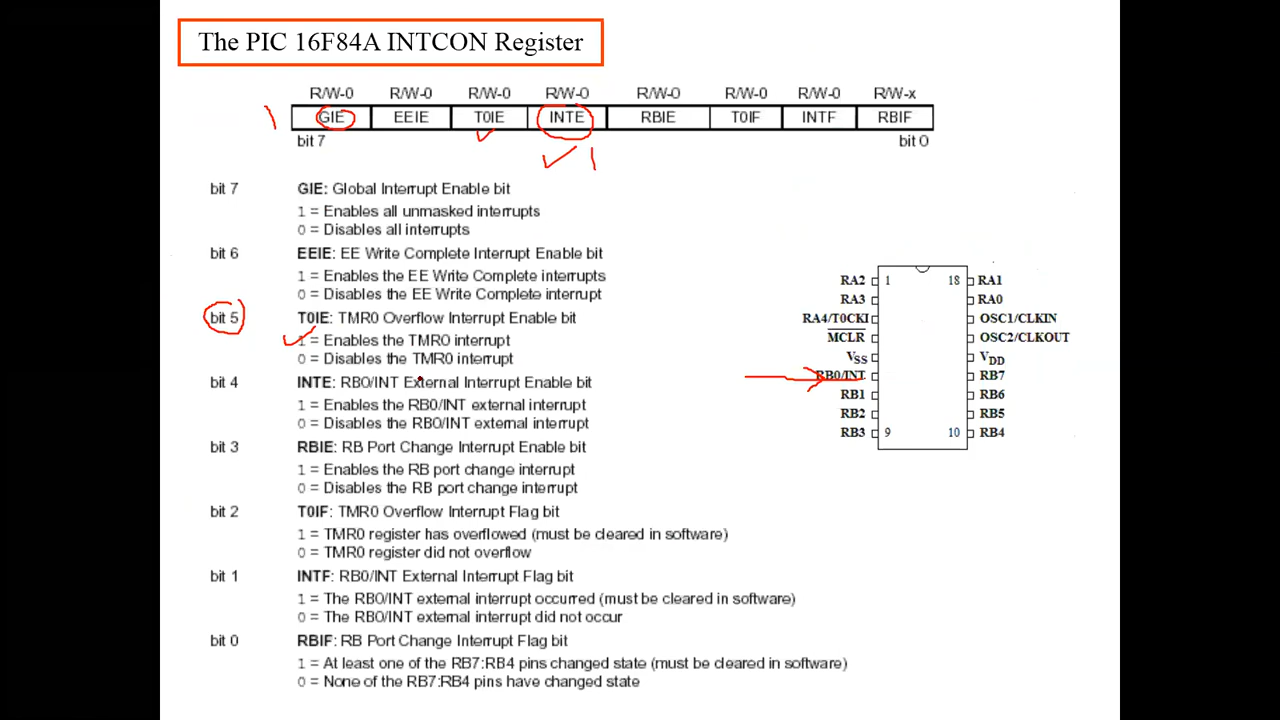 The PIC 16F84A INTCON Register
R/W-0 R/W-0 R/W-0 R/W-0 R/W-0 R/W-0 R/W-0 R/W-x
1 GIE EEIE T0IE INTE RBIE T0IF INTF RBIF
bit 7 bit 0
1
bit 7 GIE: Global Interrupt Enable bit
1 = Enables all unmasked interrupts
0 = Disables all interrupts
bit 6 EEIE: EE Write Complete Interrupt Enable bit
1 = Enables the EE Write Complete interrupts
0 = Disables the EE Write Complete interrupt
bit 5 T0IE: TMR0 Overflow Interrupt Enable bit
1 = Enables the TMR0 interrupt
0 = Disables the TMR0 interrupt
bit 4 INTE: RB0/INT External Interrupt Enable bit
1 = Enables the RB0/INT external interrupt
0 = Disables the RB0/INT external interrupt
bit 3 RBIE: RB Port Change Interrupt Enable bit
1 = Enables the RB port change interrupt
0 = Disables the RB port change interrupt
bit 2 T0IF: TMR0 Overflow Interrupt Flag bit
1 = TMR0 register has overflowed (must be cleared in software)
0 = TMR0 register did not overflow
bit 1 INTF: RB0/INT External Interrupt Flag bit
1 = The RB0/INT external interrupt occurred (must be cleared in software)
0 = The RB0/INT external interrupt did not occur
bit 0 RBIF: RB Port Change Interrupt Flag bit
1 = At least one of the RB7:RB4 pins changed state (must be cleared in software)
0 = None of the RB7:RB4 pins have changed state
RA2 1 18 RA1
RA3 RA0
RA4/T0CKI OSC1/CLKIN
MCLR OSC2/CLKOUT
VSS VDD
RB0/INT RB7
RB1 RB6
RB2 RB5
RB3 9 10 RB4